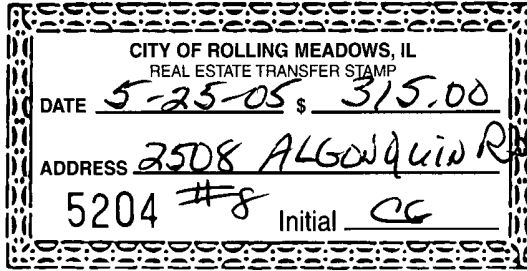 CITY OF ROLLING MEADOWS, IL
REAL ESTATE TRANSFER STAMP
DATE 5-25-05 $ 315.00
ADDRESS 2508 ALGONQUIN RD
#8
5204 Initial CG